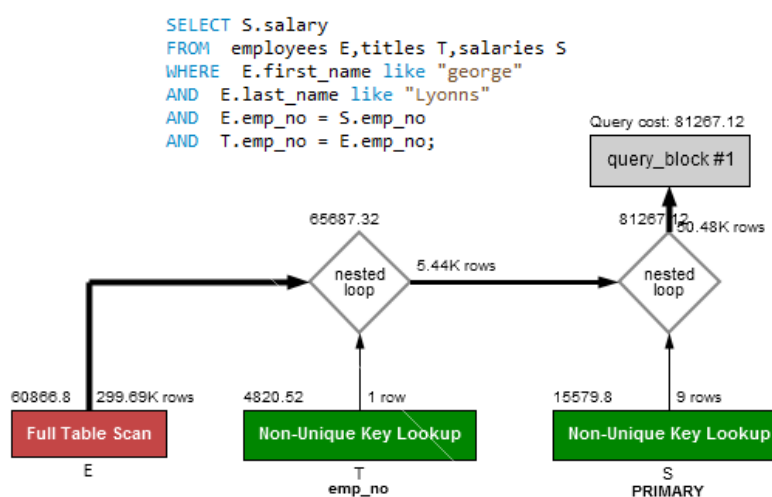 SELECT S.salary
FROM employees E,titles T,salaries S
WHERE E.first_name like "george"
AND E.last_name like "Lyonns"
AND E.emp_no = S.emp_no
AND T.emp_no = E.emp_no;
Query cost: 81267.12
query_block #1
65687.32
81267.12
50.48K rows
nested
loop
5.44K rows
nested
loop
60866.8
299.69K rows
4820.52
1 row
15579.8
9 rows
Full Table Scan
Non-Unique Key Lookup
Non-Unique Key Lookup
E
T
S
emp_no
PRIMARY